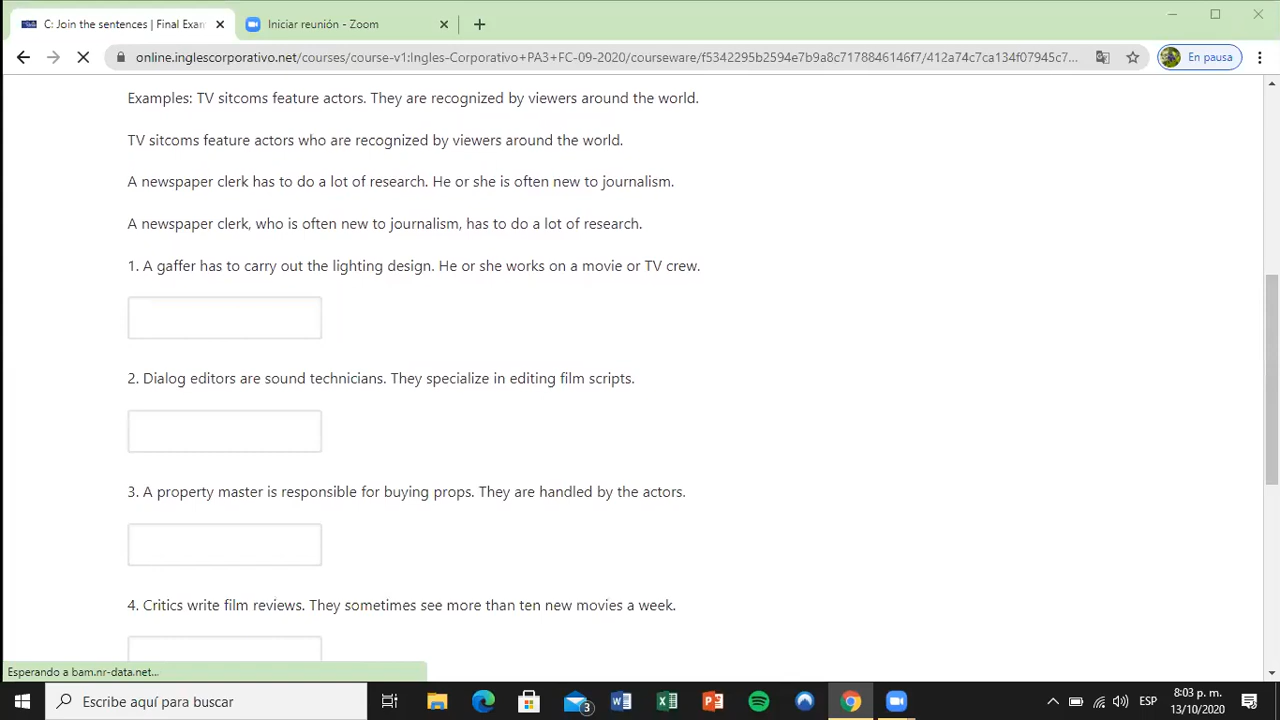 C: Join the sentences | Final Exam
Iniciar reunión - Zoom
online.inglescorporativo.net/courses/course-v1:Ingles-Corporativo+PA3+FC-09-2020/courseware/f5342295b2594e7b9a8c7178846146f7/412a74c7ca134f07945c7...
En pausa
Examples: TV sitcoms feature actors. They are recognized by viewers around the world.
TV sitcoms feature actors who are recognized by viewers around the world.
A newspaper clerk has to do a lot of research. He or she is often new to journalism.
A newspaper clerk, who is often new to journalism, has to do a lot of research.
1. A gaffer has to carry out the lighting design. He or she works on a movie or TV crew.
2. Dialog editors are sound technicians. They specialize in editing film scripts.
3. A property master is responsible for buying props. They are handled by the actors.
4. Critics write film reviews. They sometimes see more than ten new movies a week.
Esperando a bam.nr-data.net...
Escribe aquí para buscar
3
ESP
8:03 p. m.
13/10/2020